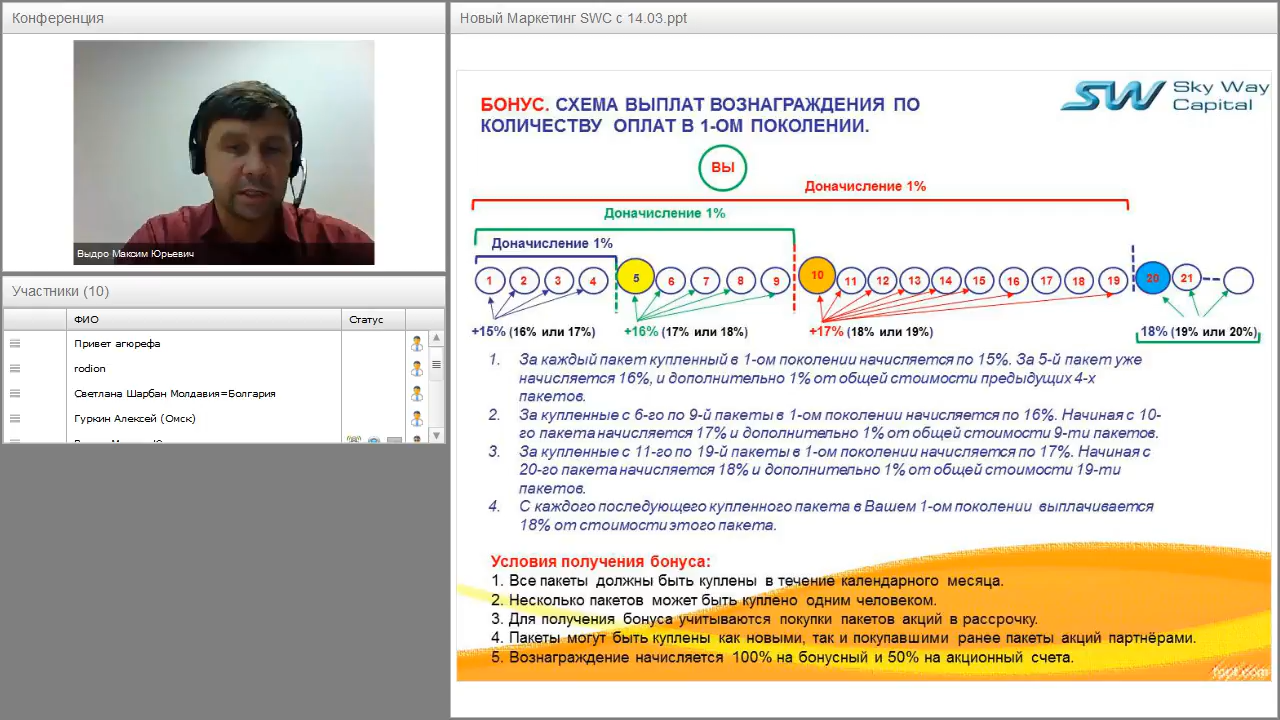 Конференция
Выдро Максим Юрьевич
Участники (10)
ФИО
Статус
Привет агюрефа
rodion
Светлана Шарбан Молдавия=Болгария
Гуркин Алексей (Омск)
Новый Маркетинг SWC с 14.03.ppt
SW Sky Way
Capital
БОНУС. СХЕМА ВЫПЛАТ ВОЗНАГРАЖДЕНИЯ ПО
КОЛИЧЕСТВУ ОПЛАТ В 1-ОМ ПОКОЛЕНИИ.
ВЫ
Доначисление 1%
Доначисление 1%
Доначисление 1%
1 2 3 4 5 6 7 8 9 10 11 12 13 14 15 16 17 18 19 20 21
+15% (16% или 17%) +16% (17% или 18%) +17% (18% или 19%) 18% (19% или 20%)
1. За каждый пакет купленный в 1-ом поколении начисляется по 15%. За 5-й пакет уже
начисляется 16%, и дополнительно 1% от общей стоимости предыдущих 4-х
пакетов.
2. За купленные с 6-го по 9-й пакеты в 1-ом поколении начисляется по 16%. Начиная с 10-
го пакета начисляется 17% и дополнительно 1% от общей стоимости 9-ти пакетов.
3. За купленные с 11-го по 19-й пакеты в 1-ом поколении начисляется по 17%. Начиная с
20-го пакета начисляется 18% и дополнительно 1% от общей стоимости 19-ти
пакетов.
4. С каждого последующего купленного пакета в Вашем 1-ом поколении выплачивается
18% от стоимости этого пакета.
Условия получения бонуса:
1. Все пакеты должны быть куплены в течение календарного месяца.
2. Несколько пакетов может быть куплено одним человеком.
3. Для получения бонуса учитываются покупки пакетов акций в рассрочку.
4. Пакеты могут быть куплены как новыми, так и покупавшими ранее пакеты акций партнёрами.
5. Вознаграждение начисляется 100% на бонусный и 50% на акционный счета.
fppt.com